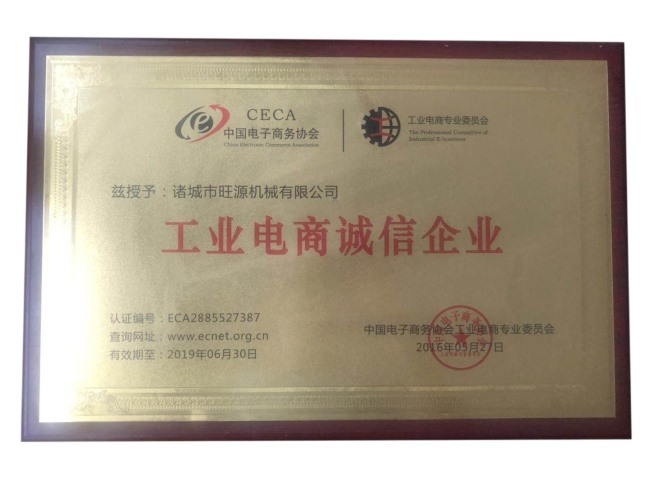 CECA
中国电子商务协会
China Electronic Commerce Association
工业电商专业委员会
The Professional Committee of
Industrial E-business
兹授予：诸城市旺源机械有限公司
工业电商诚信企业
认证编号：ECA2885527387
查询网址：www.ecnet.org.cn
有效期至：2019年06月30日
中国电子商务协会工业电商专业委员会
2016年05月27日